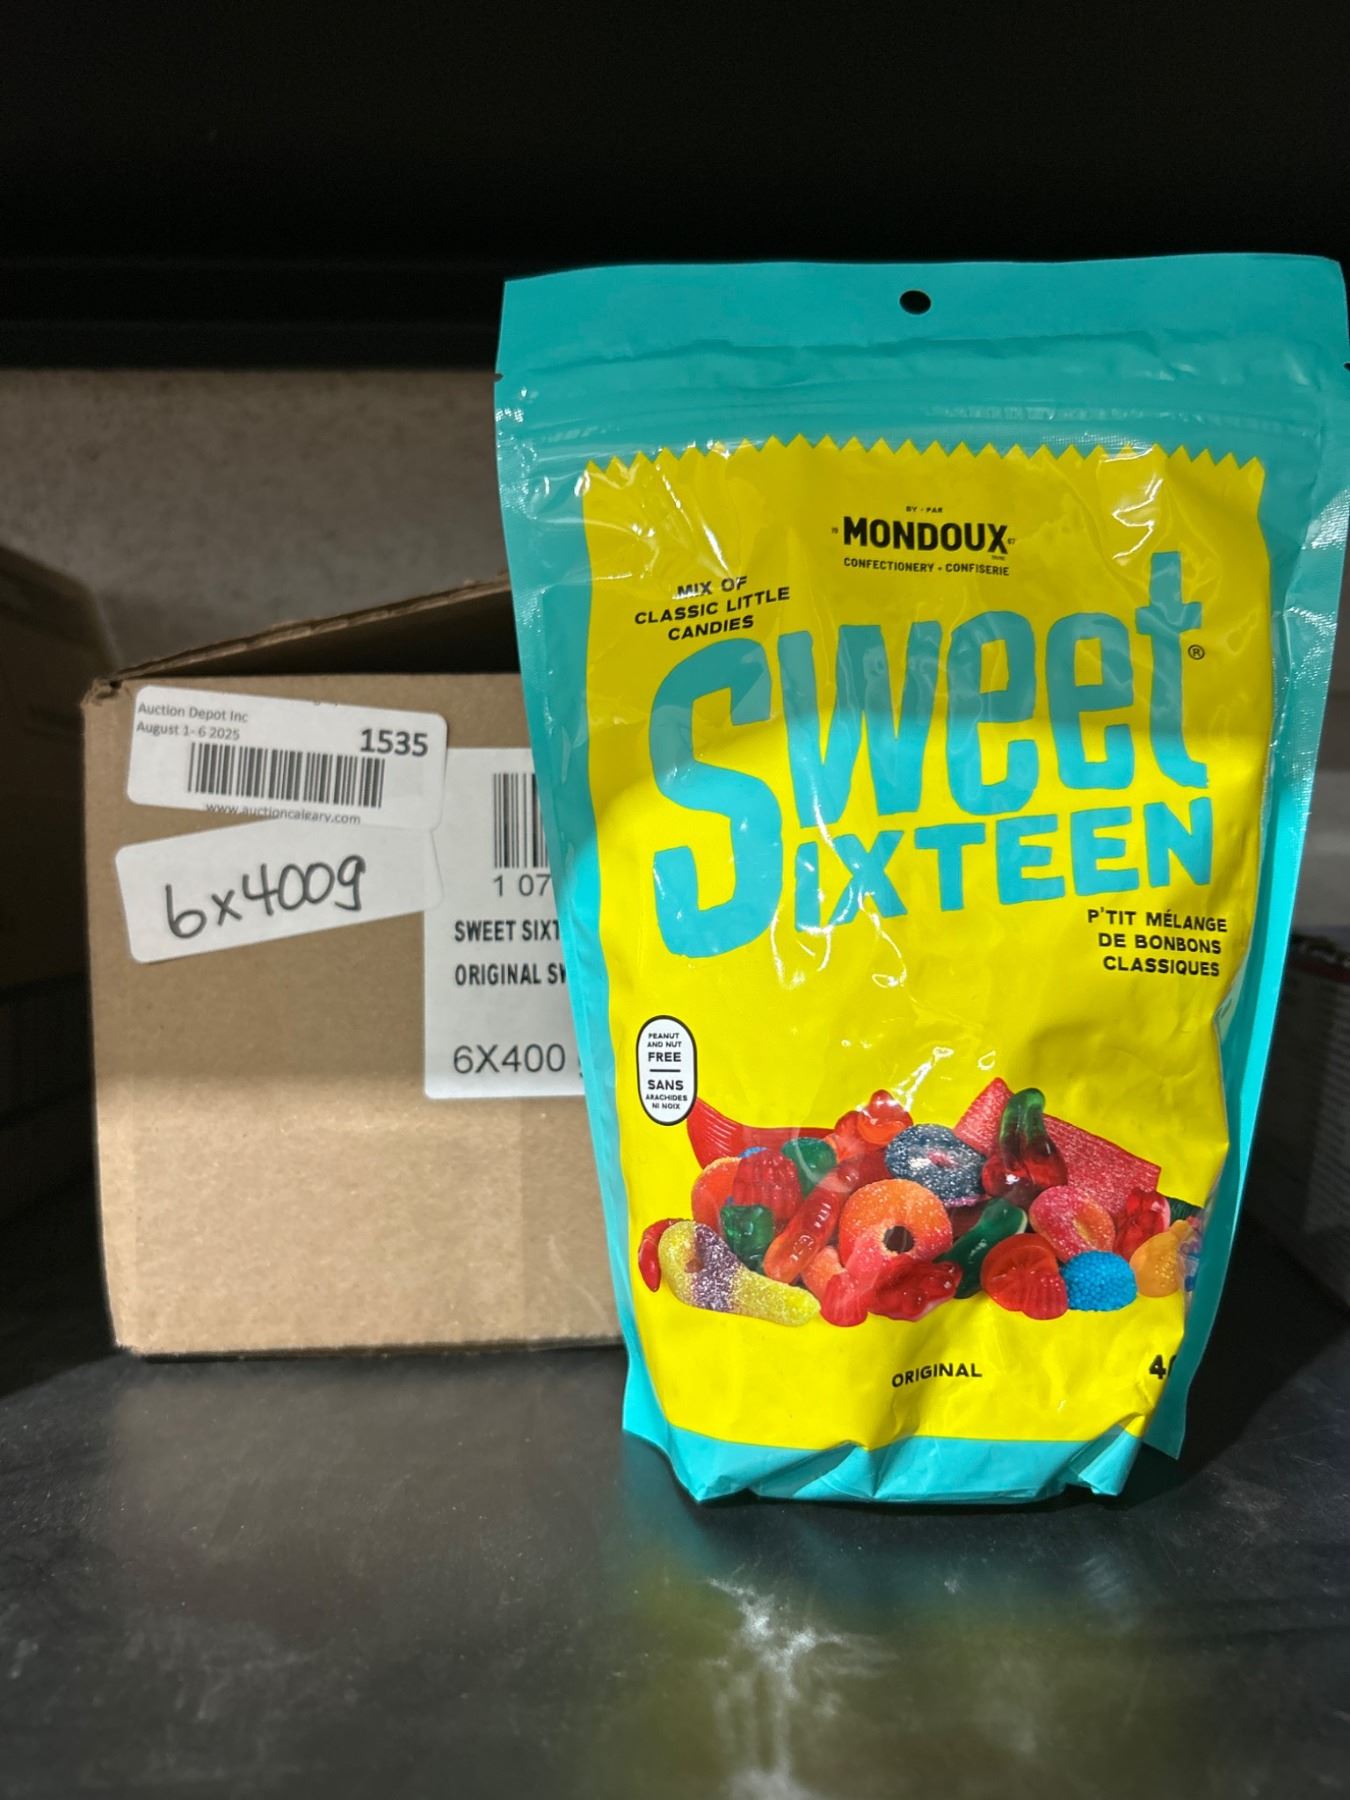 Auction Depot Inc
August 1- 6 2025
1535
www.auctioncalgary.com
6x400g
1 07
SWEET SIXT
ORIGINAL SW
6X400
BY - PAR
MONDOUX
CONFECTIONERY - CONFISERIE
MIX OF
CLASSIC LITTLE
CANDIES
Sweet®
SIXTEEN
P'TIT MÉLANGE
DE BONBONS
CLASSIQUES
PEANUT
AND NUT
FREE
SANS
ARACHIDES
NI NOIX
ORIGINAL